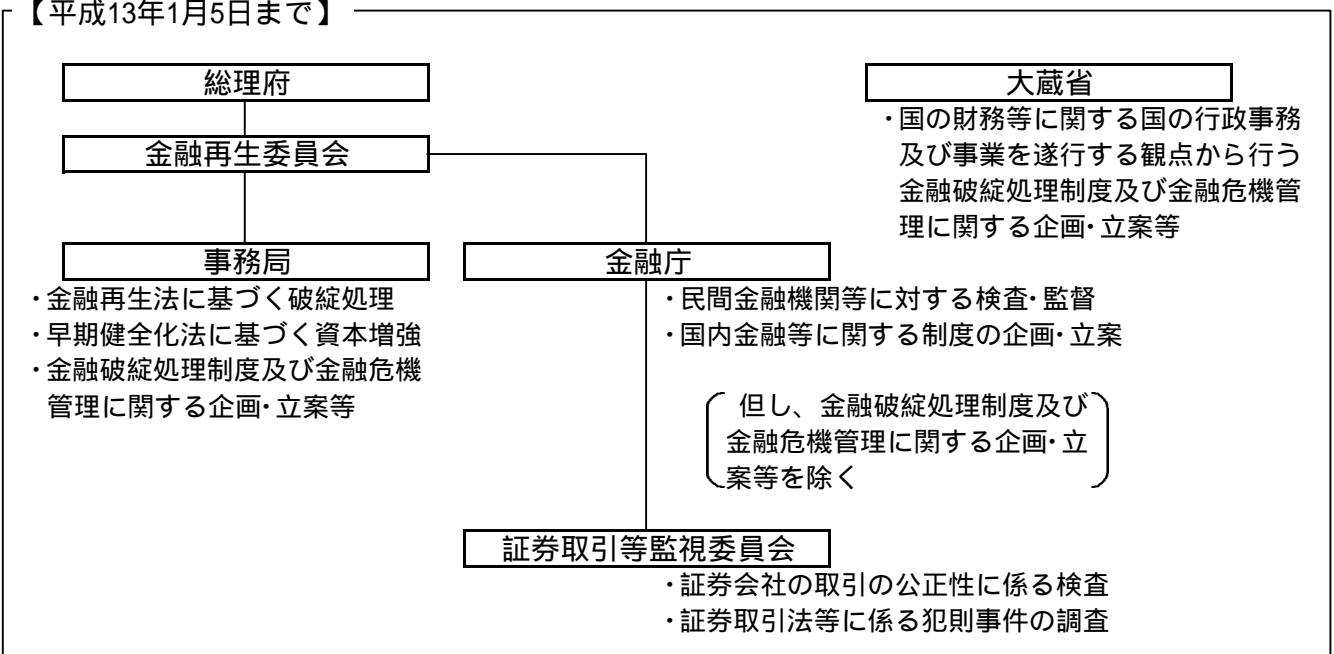 【平成13年1月5日まで】
総理府
大蔵省
・国の財務等に関する国の行政事務
及び事業を遂行する観点から行う
金融破綻処理制度及び金融危機管
理に関する企画・立案等
金融再生委員会
事務局
・金融再生法に基づく破綻処理
・早期健全化法に基づく資本増強
・金融破綻処理制度及び金融危機
管理に関する企画・立案等
金融庁
・民間金融機関等に対する検査・監督
・国内金融等に関する制度の企画・立案
但し、金融破綻処理制度及び
金融危機管理に関する企画・立
案等を除く
証券取引等監視委員会
・証券会社の取引の公正性に係る検査
・証券取引法等に係る犯則事件の調査